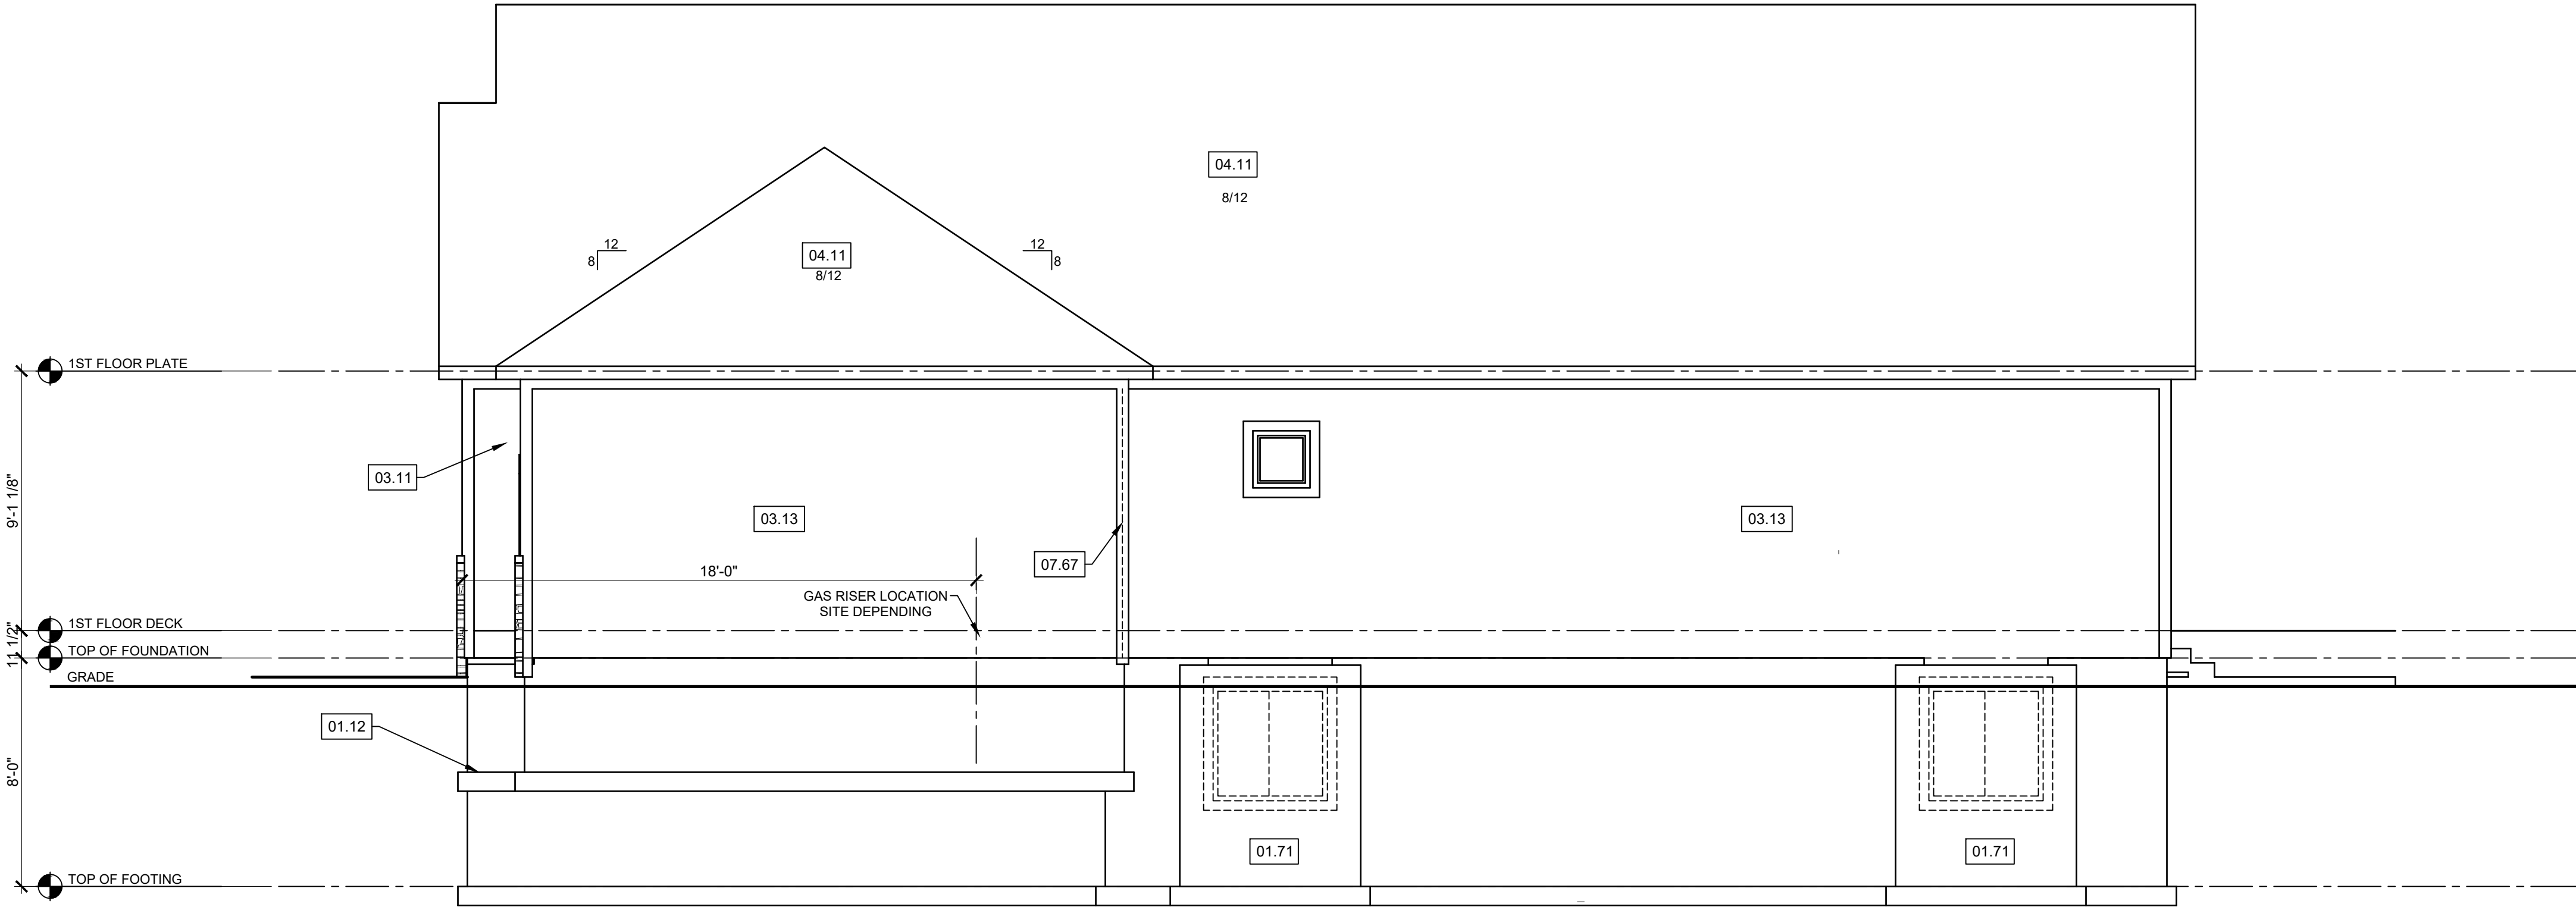 04.11
8/12
12
8
04.11
8/12
12
8
1ST FLOOR PLATE
9'-1 1/8"
03.11
03.13
03.13
07.67
18'-0"
GAS RISER LOCATION
SITE DEPENDING
1ST FLOOR DECK
11 1/2"
TOP OF FOUNDATION
GRADE
01.12
8'-0"
01.71
01.71
TOP OF FOOTING